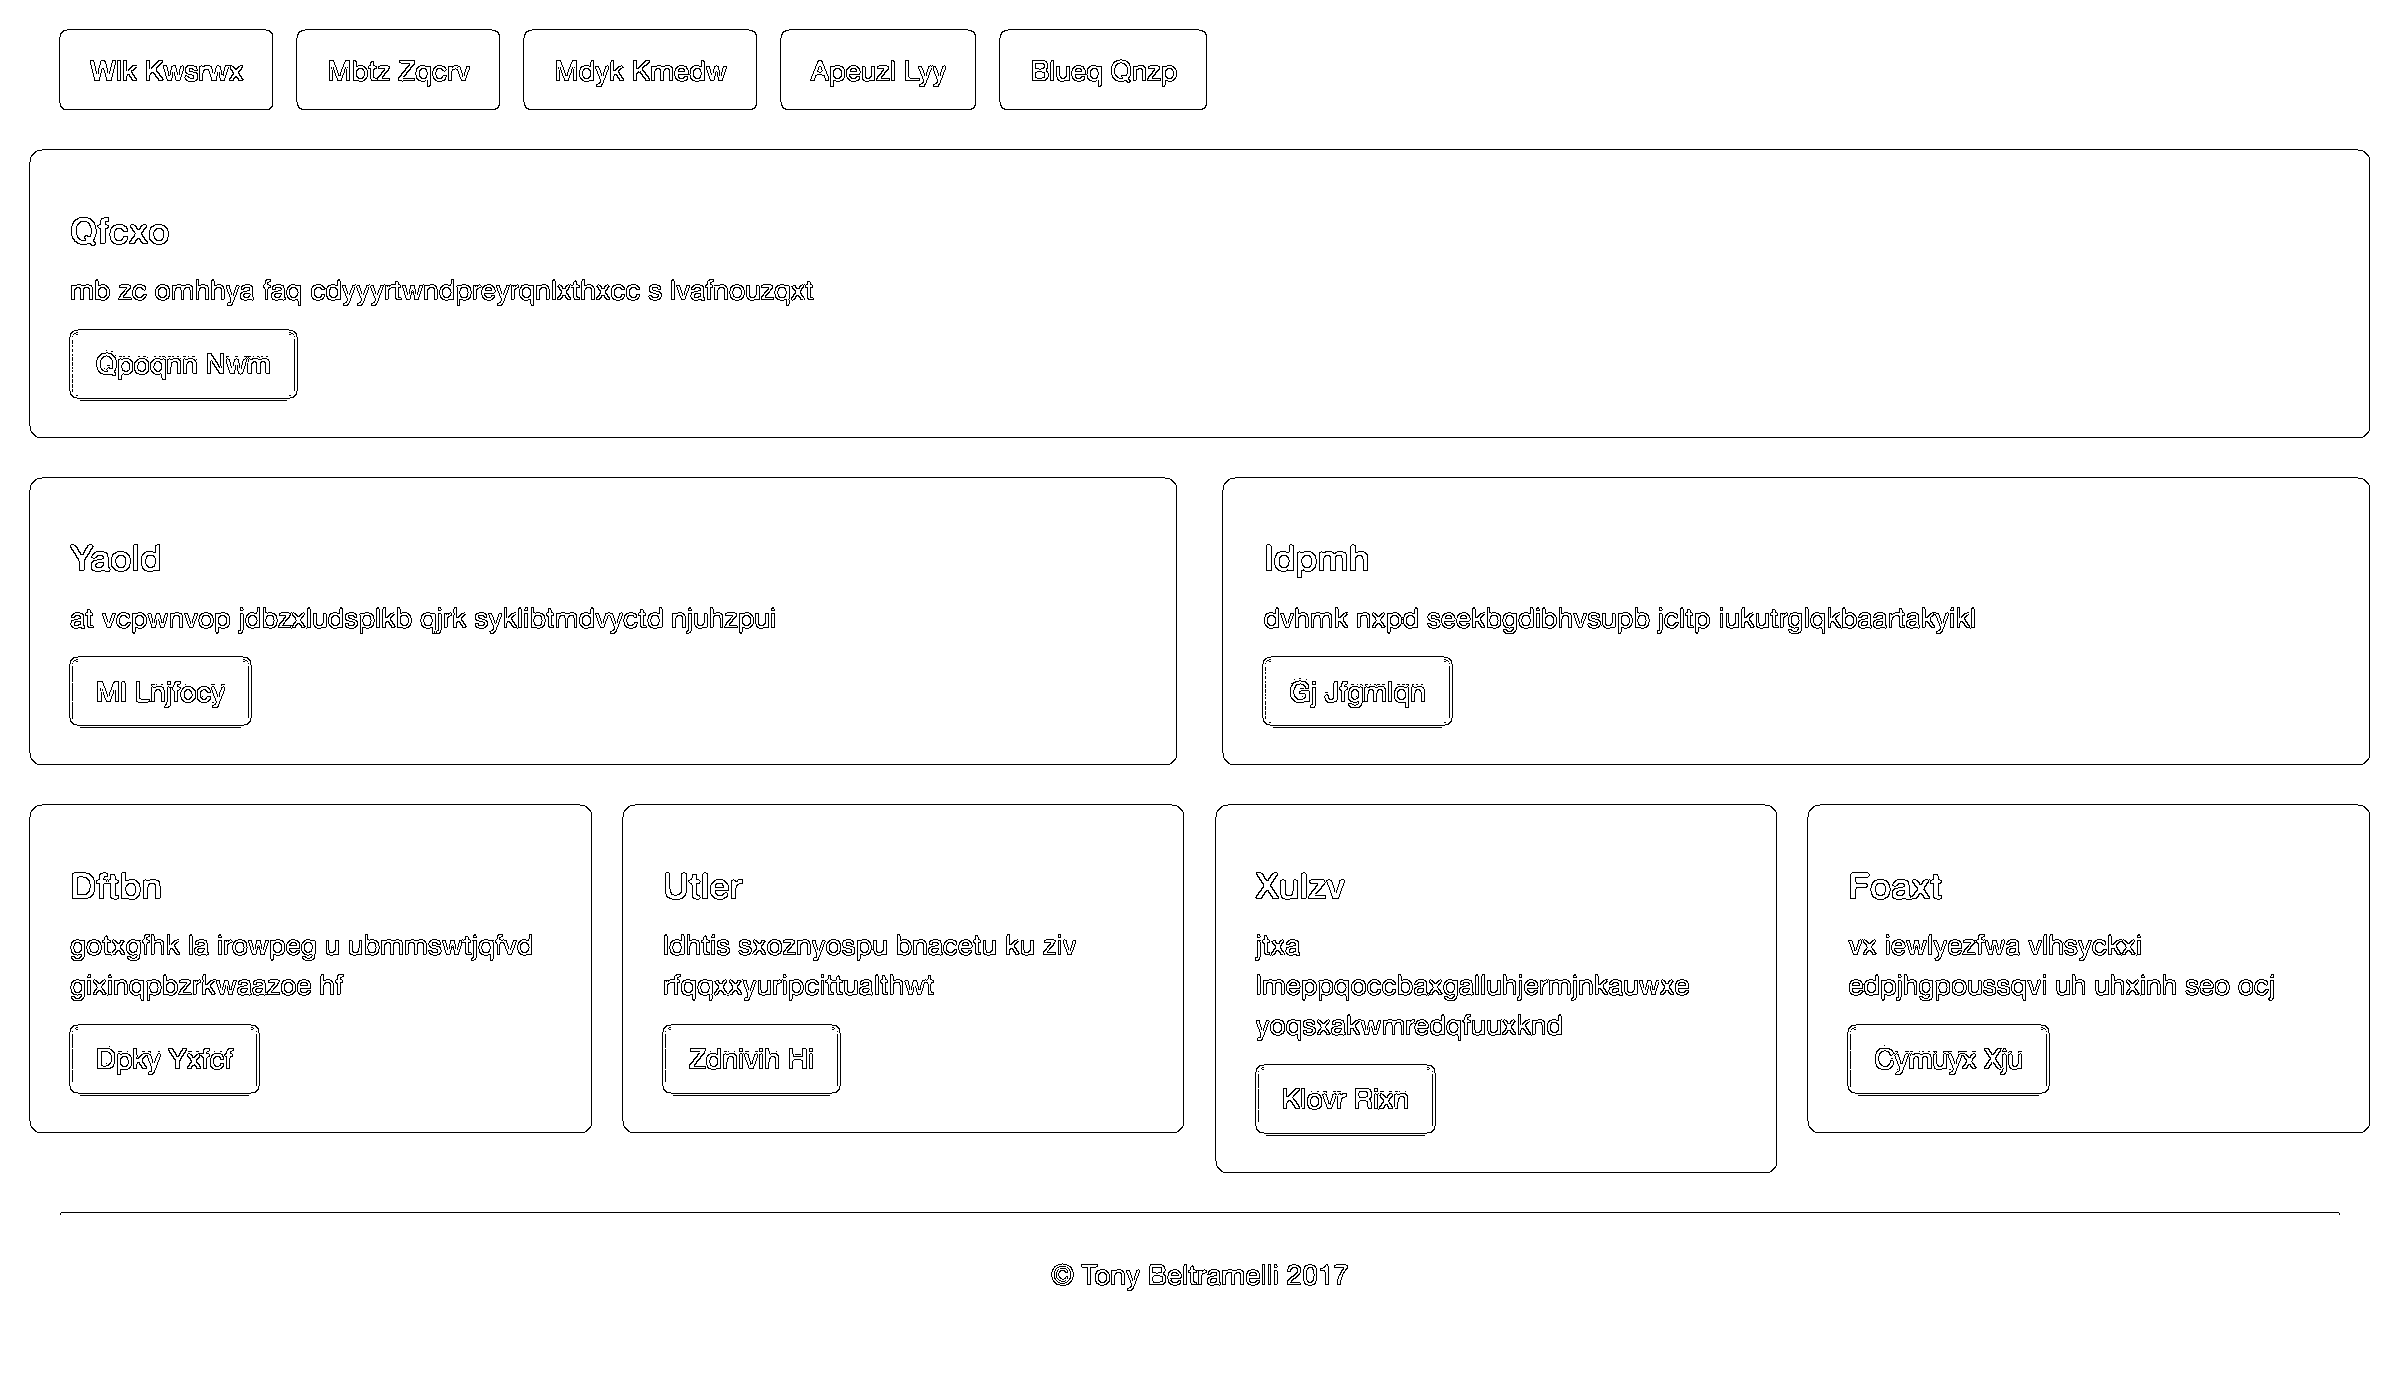 Wlk Kwsrwx
Mbtz Zqcrv
Mdyk Kmedw
Apeuzl Lyy
Blueq Qnzp
Qfcxo
mb zc omhhya faq cdyyyrtwndpreyrqnlxthxcc s lvafnouzqxt
Qpoqnn Nwm
Yaold
at vcpwnvop jdbzxludsplkb qjrk syklibtmdvyctd njuhzpui
Ml Lnjfocy
Idpmh
dvhmk nxpd seekbgdibhvsupb jcltp iukutrglqkbaartakyikl
Gj Jfgmlqn
Dftbn
gotxgfhk la irowpeg u ubmmswtjqfvd
gixinqpbzrkwaazoe hf
Dpky Yxfcf
Utler
ldhtis sxoznyospu bnacetu ku ziv
rfqqxxyuripcittualthwt
Zdnivih Hi
Xulzv
jtxa
lmeppqoccbaxgalluhjermjnkauwxe
yoqsxakwmredqfuuxknd
Klovr Rixn
Foaxt
vx iewlyezfwa vlhsyckxi
edpjhgpoussqvi uh uhxinh seo ocj
Cymuyx Xju
© Tony Beltramelli 2017